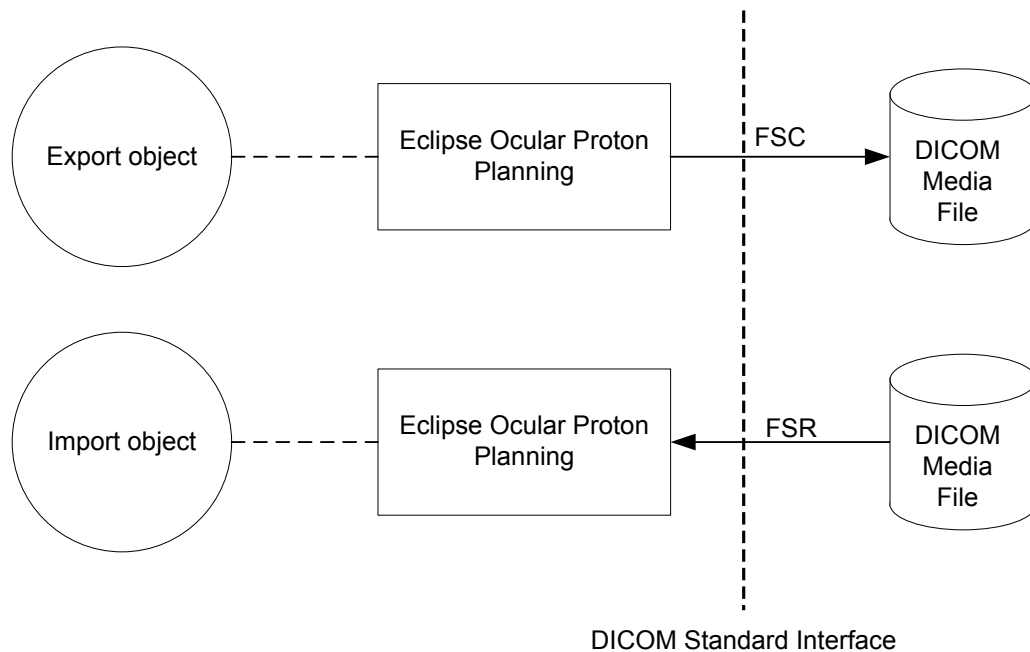 Export object
Eclipse Ocular Proton
Planning
FSC
DICOM
Media
File
Import object
Eclipse Ocular Proton
Planning
FSR
DICOM
Media
File
DICOM Standard Interface